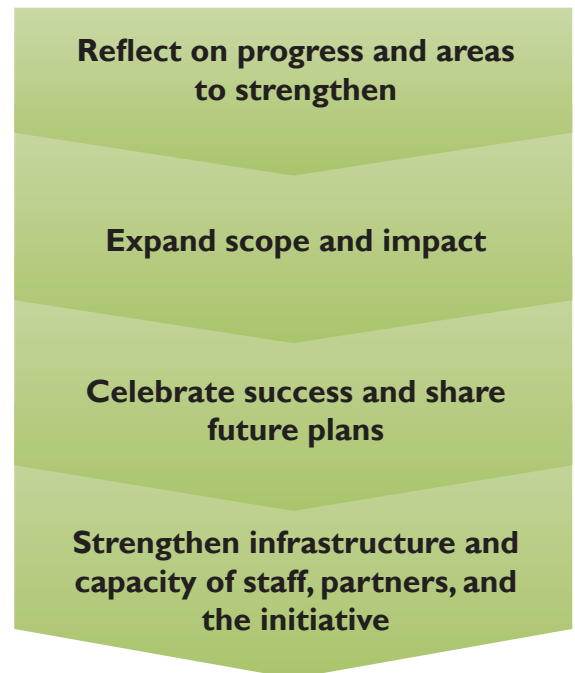 Reflect on progress and areas
to strengthen
Expand scope and impact
Celebrate success and share
future plans
Strengthen infrastructure and
capacity of staff, partners, and
the initiative